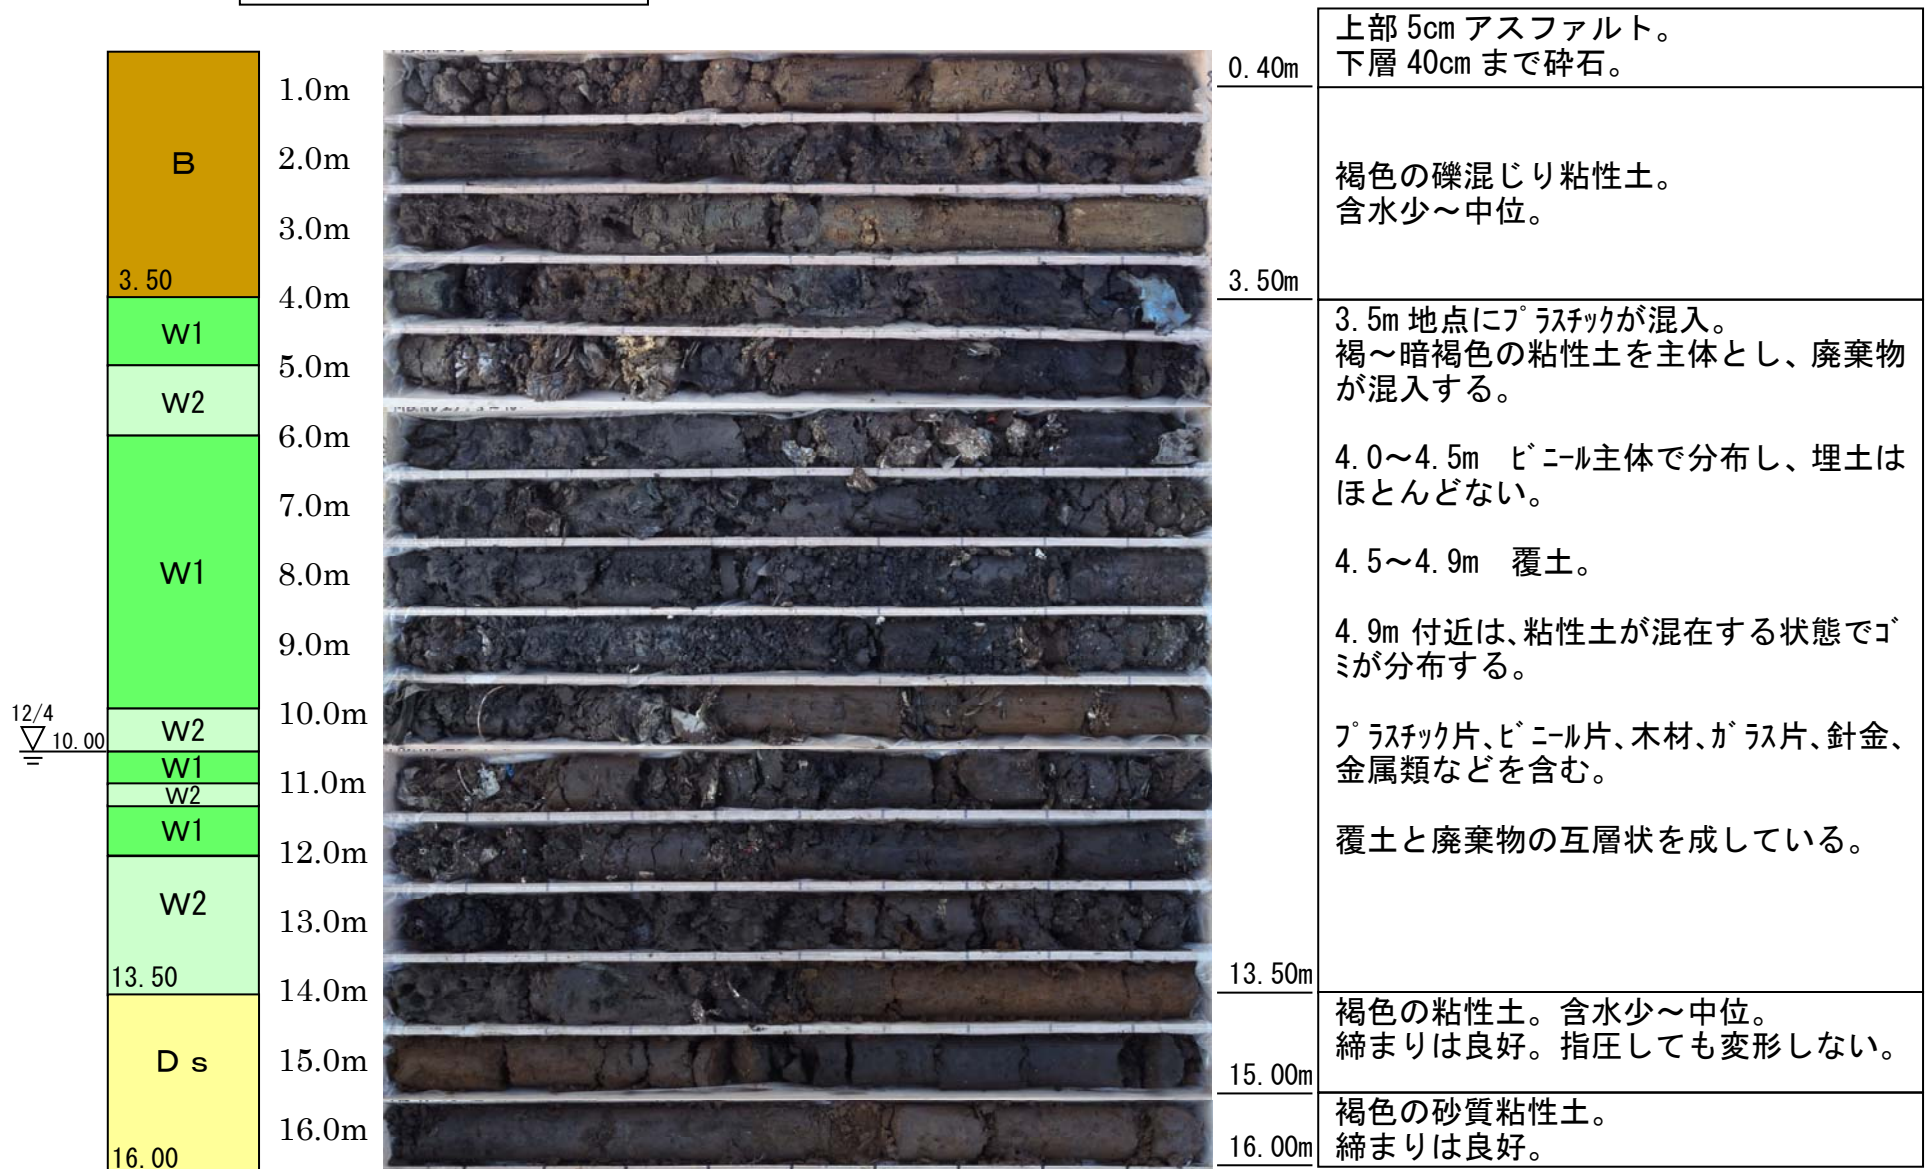 B
3.50
W1
W2
W1
12/4
10.00
W2
W1
W2
W1
W2
13.50
Ds
16.00
1.0m
2.0m
3.0m
4.0m
5.0m
6.0m
7.0m
8.0m
9.0m
10.0m
11.0m
12.0m
13.0m
14.0m
15.0m
16.0m
0.40m
3.50m
13.50m
15.00m
16.00m
上部 5cm アスファルト。
下層 40cm まで砕石。
褐色の礫混じり粘性土。
含水少～中位。
3.5m 地点にﾌﾟﾗｽﾁｯｸが混入。
褐～暗褐色の粘性土を主体とし、廃棄物
が混入する。
4.0～4.5m　ﾋﾞﾆｰﾙ主体で分布し、埋土は
ほとんどない。
4.5～4.9m　覆土。
4.9m 付近は、粘性土が混在する状態でｺﾞ
ﾐが分布する。
ﾌﾟﾗｽﾁｯｸ片、ﾋﾞﾆｰﾙ片、木材、ｶﾞﾗｽ片、針金、
金属類などを含む。
覆土と廃棄物の互層状を成している。
褐色の粘性土。含水少～中位。
締まりは良好。指圧しても変形しない。
褐色の砂質粘性土。
締まりは良好。